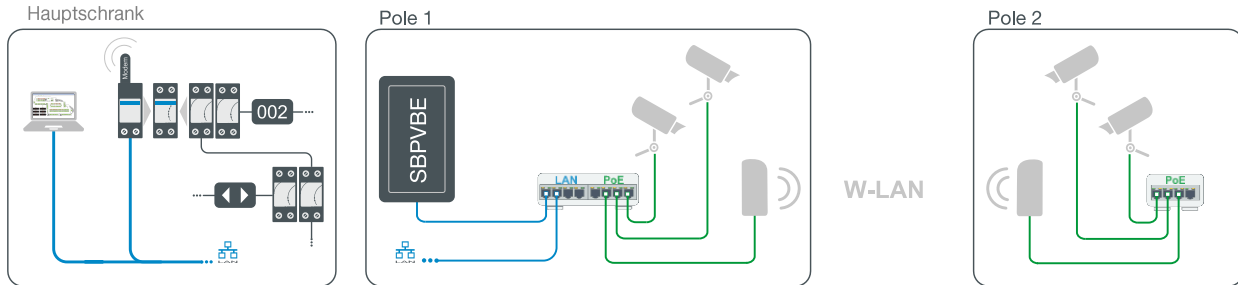 Hauptschrank
Modem
002
LAN
Pole 1
SBPVBE
LAN
PoE
LAN
W-LAN
Pole 2
PoE